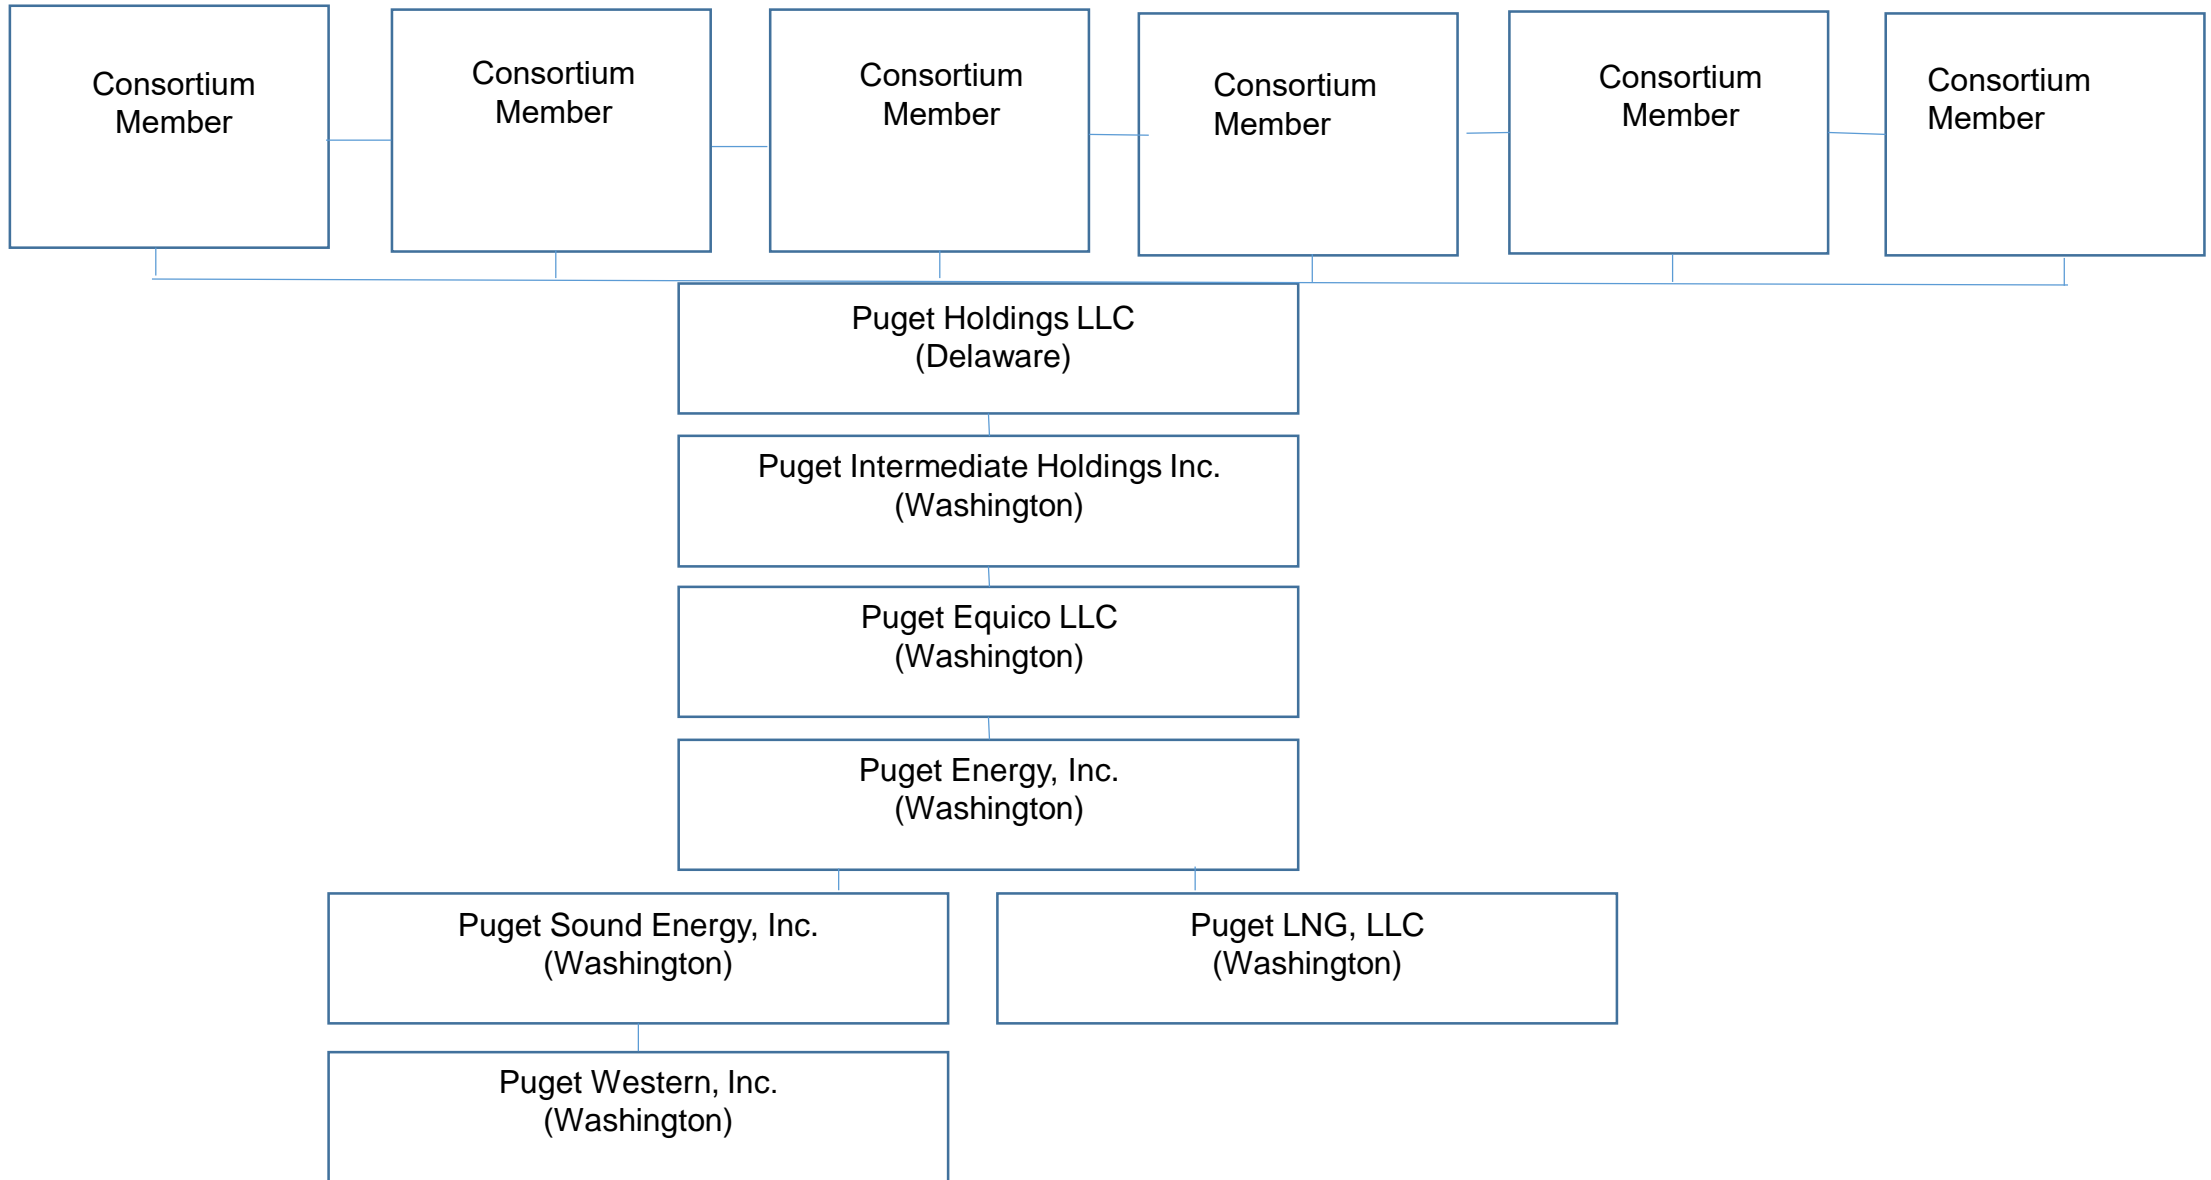 Consortium
Member
Consortium
Member
Consortium
Member
Consortium
Member
Consortium
Member
Consortium
Member
Puget Holdings LLC
(Delaware)
Puget Intermediate Holdings Inc.
(Washington)
Puget Equico LLC
(Washington)
Puget Energy, Inc.
(Washington)
Puget Sound Energy, Inc.
(Washington)
Puget LNG, LLC
(Washington)
Puget Western, Inc.
(Washington)